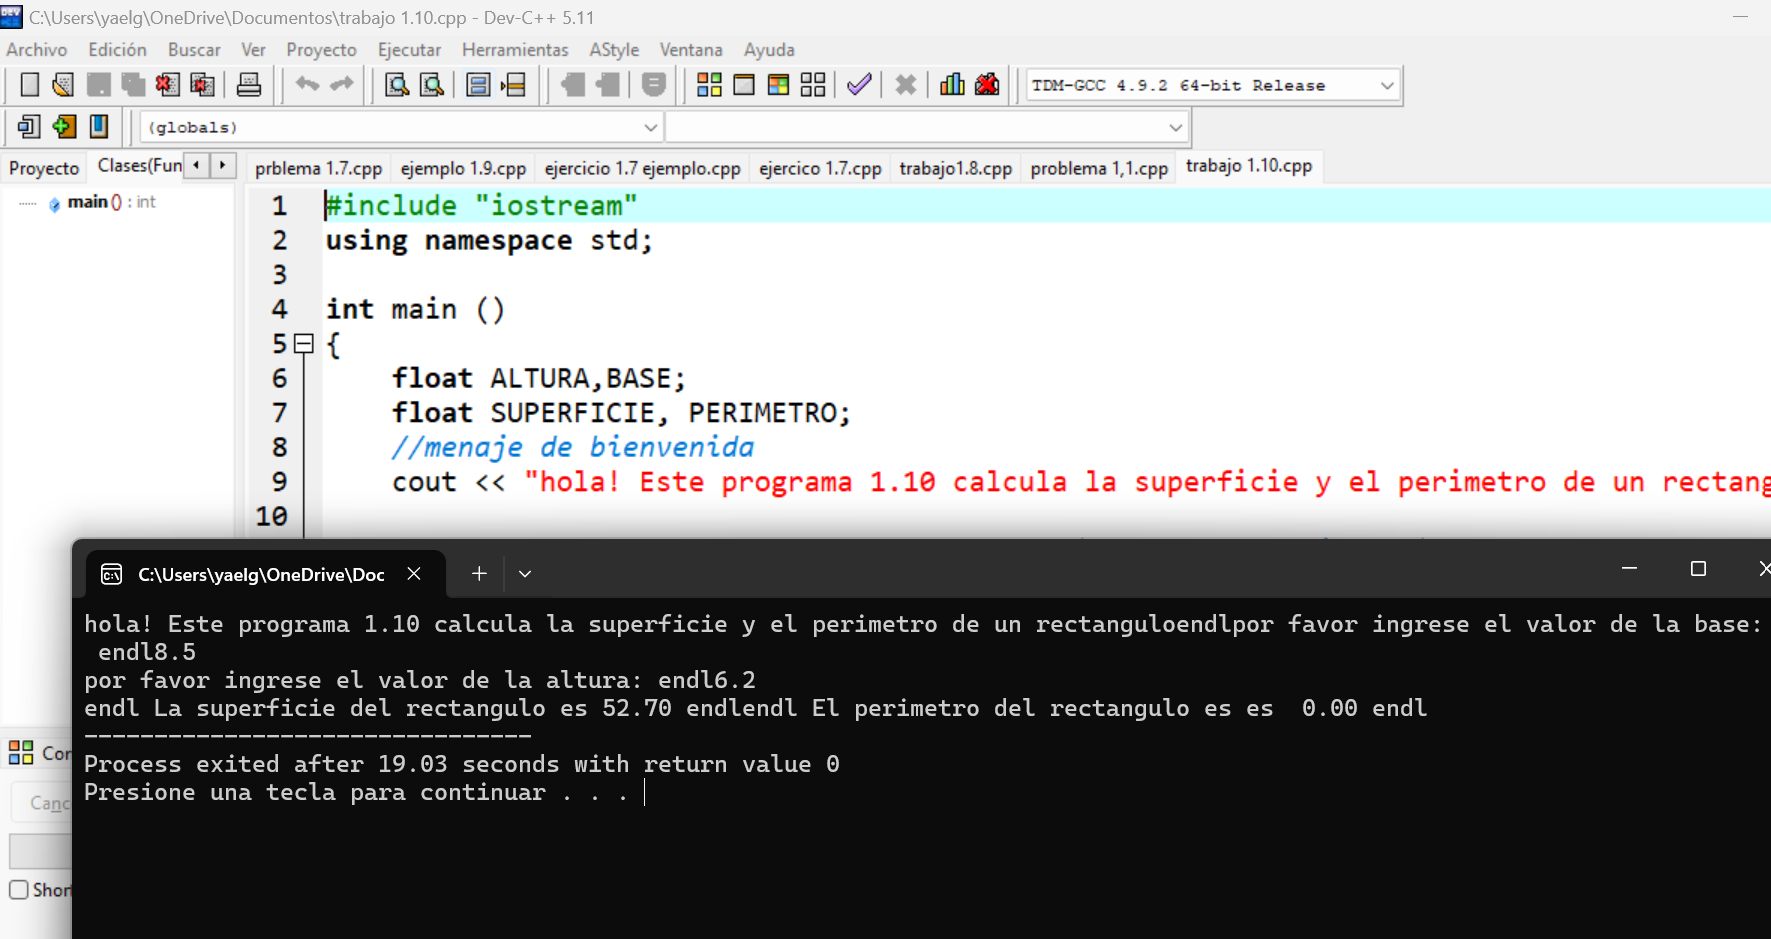 C:\Users\yaelg\OneDrive\Documentos\trabajo 1.10.cpp - Dev-C++ 5.11
Archivo Edición Buscar Ver Proyecto Ejecutar Herramientas AStyle Ventana Ayuda
TDM-GCC 4.9.2 64-bit Release
(globals)
Proyecto Clases(Fun prblema 1.7.cpp ejemplo 1.9.cpp ejercicio 1.7 ejemplo.cpp ejercico 1.7.cpp trabajo1.8.cpp problema 1,1.cpp trabajo 1.10.cpp
main () : int
1 #include "iostream"
2 using namespace std;
3
4 int main ()
5 {
6 float ALTURA,BASE;
7 float SUPERFICIE, PERIMETRO;
8 //menaje de bienvenida
9 cout << "hola! Este programa 1.10 calcula la superficie y el perimetro de un rectang
10
C:\Users\yaelg\OneDrive\Doc
hola! Este programa 1.10 calcula la superficie y el perimetro de un rectanguloendlpor favor ingrese el valor de la base:
endl8.5
por favor ingrese el valor de la altura: endl6.2
endl La superficie del rectangulo es 52.70 endlendl El perimetro del rectangulo es es  0.00 endl
--------------------------------
Process exited after 19.03 seconds with return value 0
Presione una tecla para continuar . . .
Cor
Canc
Shor